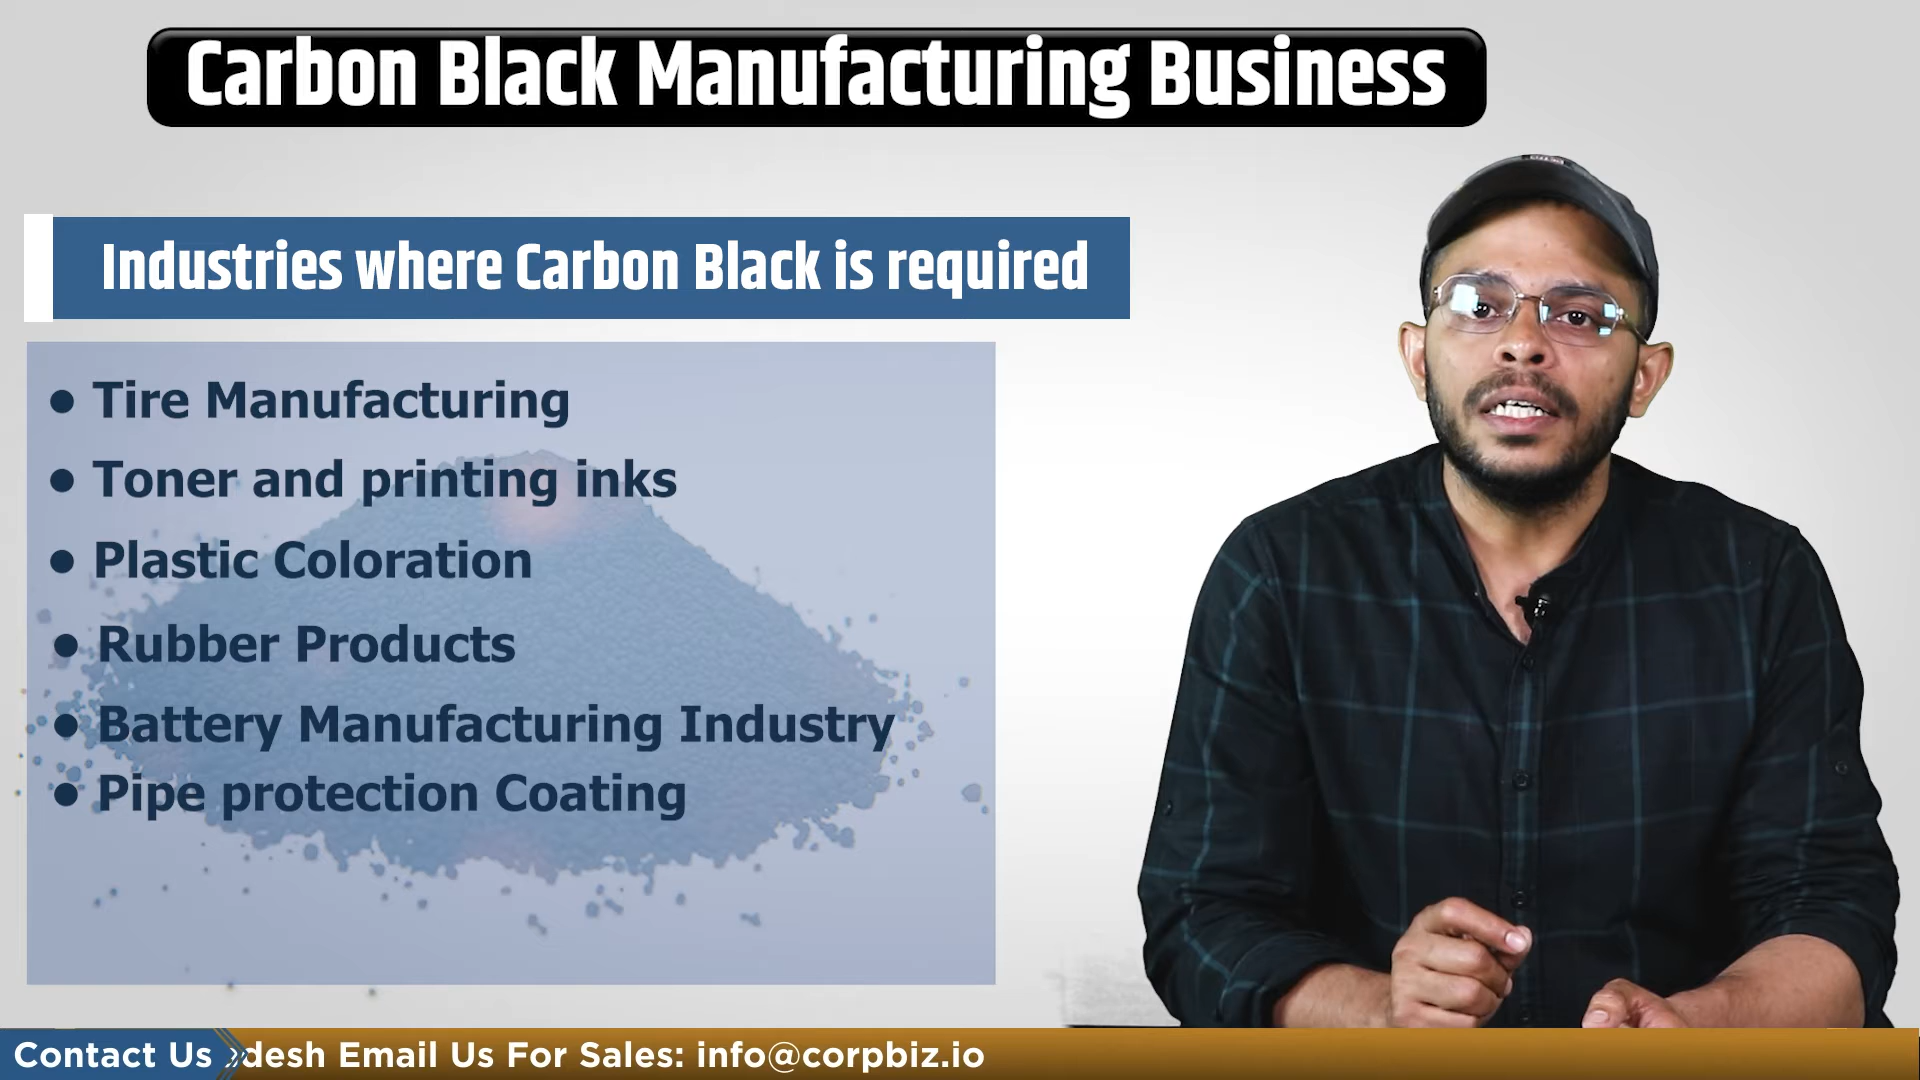 Carbon Black Manufacturing Business
Industries where Carbon Black is required
• Tire Manufacturing
• Toner and printing inks
• Plastic Coloration
• Rubber Products
• Battery Manufacturing Industry
• Pipe protection Coating
Contact Us desh Email Us For Sales: info@corpbiz.io